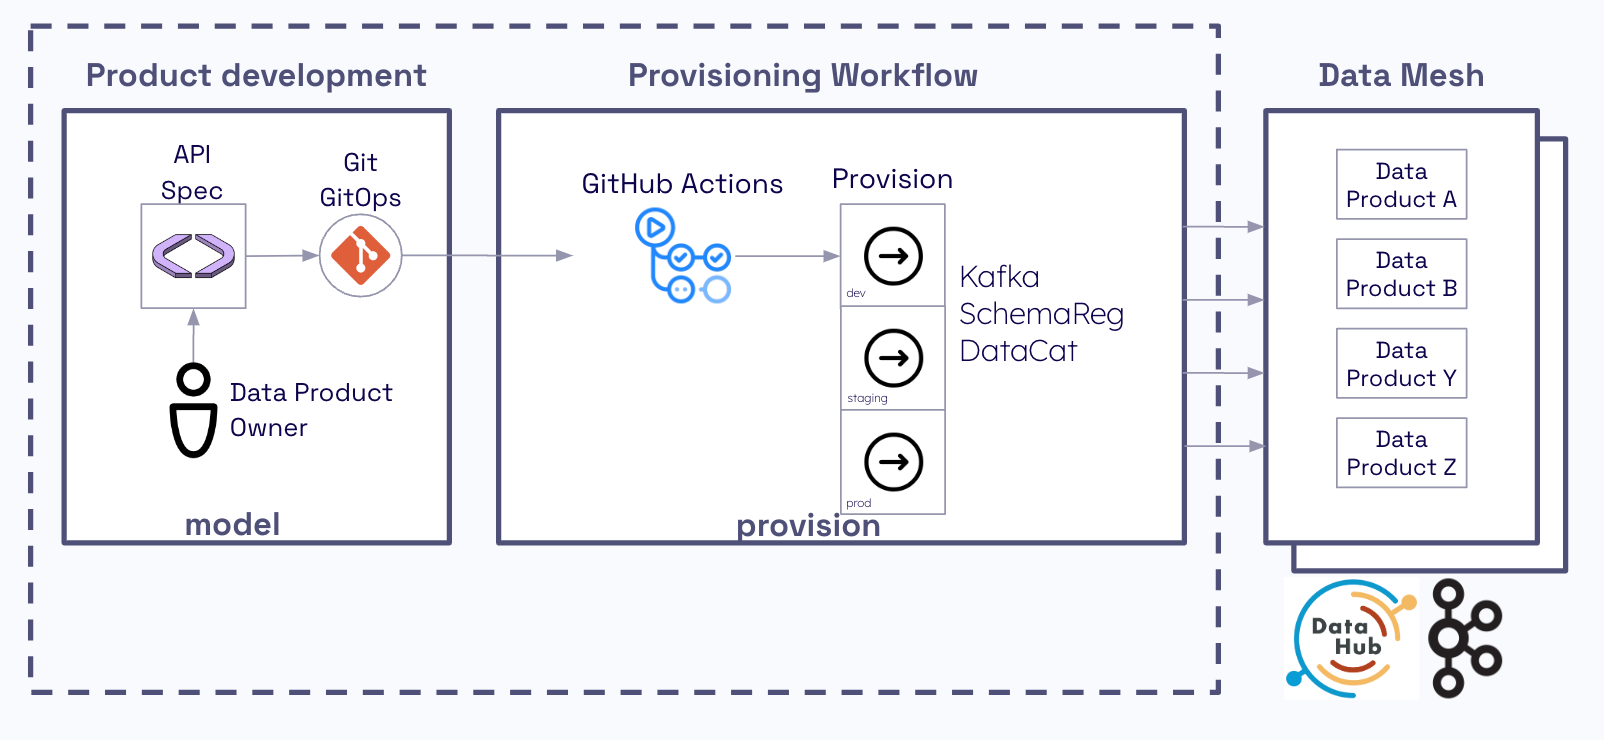 Product development
API
Spec
Git
GitOps
Data Product
Owner
model
Provisioning Workflow
GitHub Actions
Provision
dev
staging
prod
Kafka
SchemaReg
DataCat
provision
Data Mesh
Data
Product A
Data
Product B
Data
Product Y
Data
Product Z
Data
Hub